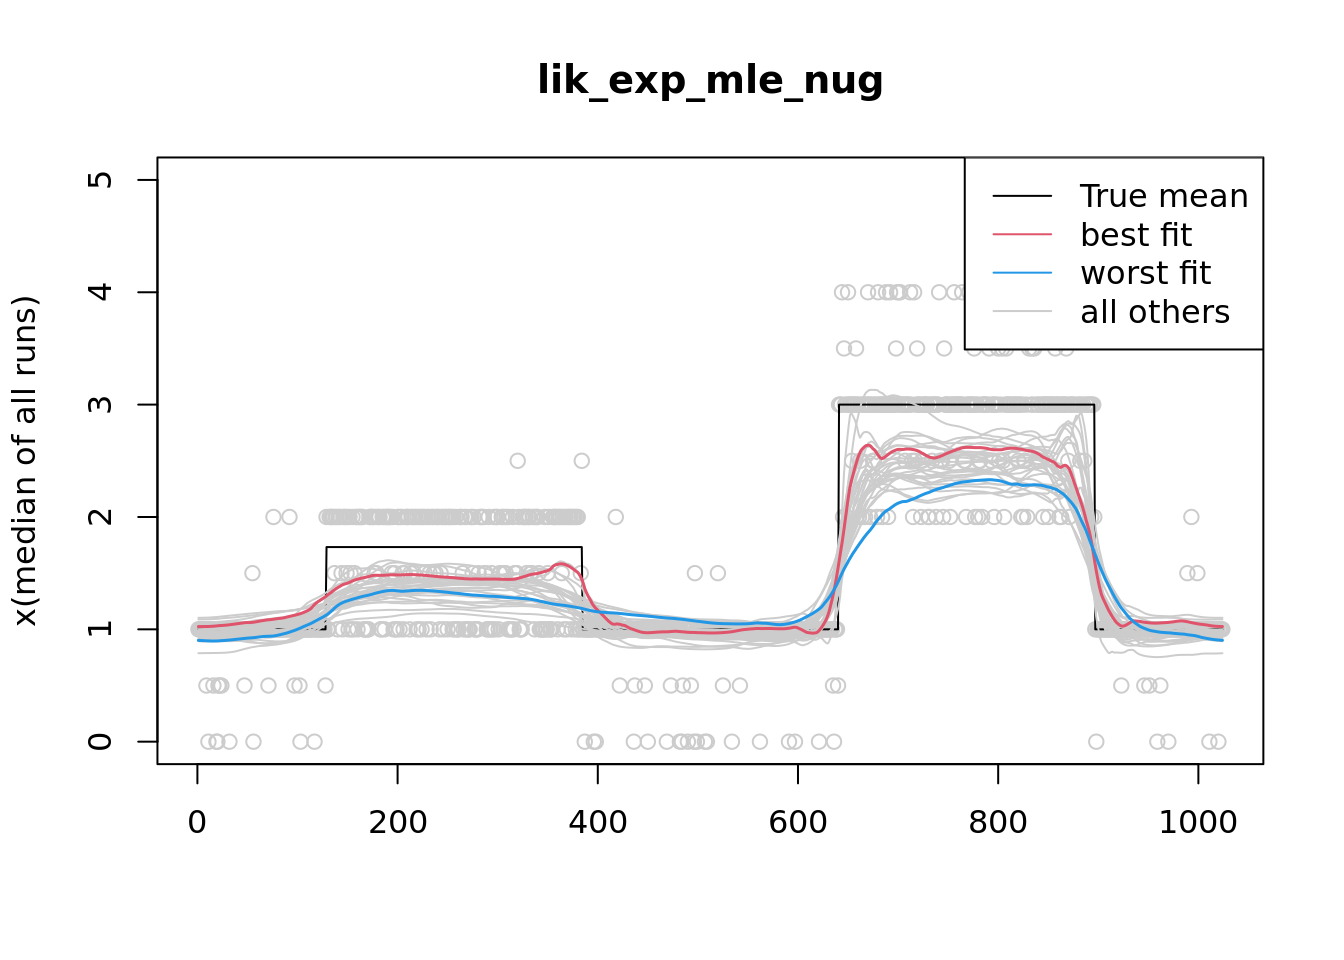 lik_exp_mle_nug
x(median of all runs)
5
4
3
2
1
0
True mean
best fit
worst fit
all others
0 200 400 600 800 1000